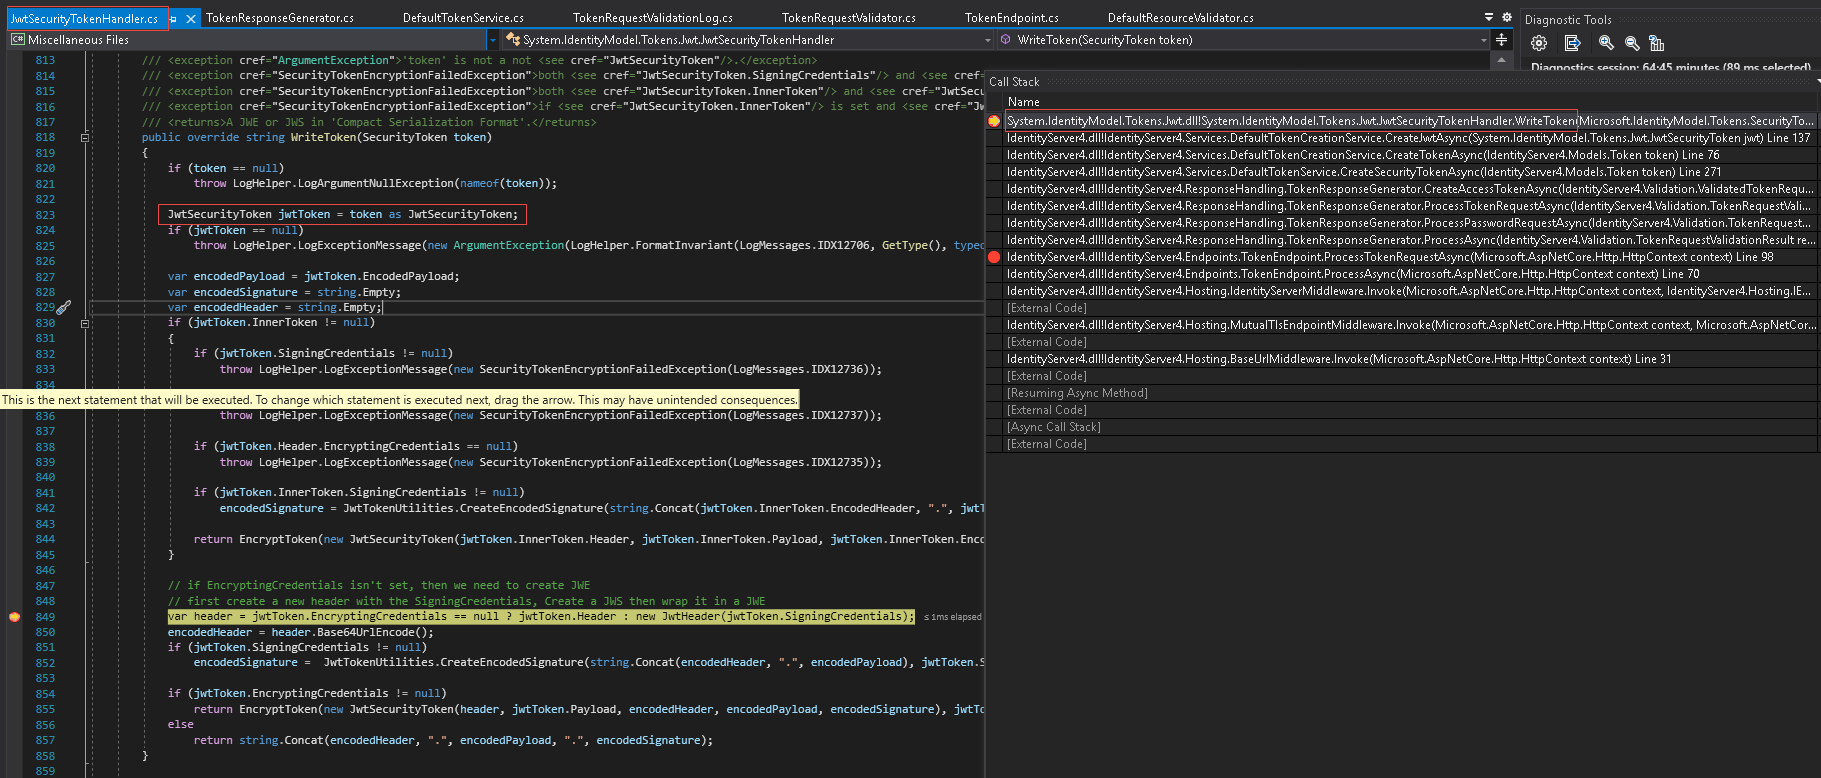 JwtSecurityTokenHandler.cs TokenResponseGenerator.cs DefaultTokenService.cs TokenRequestValidationLog.cs TokenRequestValidator.cs TokenEndpoint.cs DefaultResourceValidator.cs
Miscellaneous Files System.IdentityModel.Tokens.Jwt.JwtSecurityTokenHandler WriteToken(SecurityToken token)
813 /// <exception cref="ArgumentException">'token' is not a not <see cref="JwtSecurityToken"/>.</exception>
814 /// <exception cref="SecurityTokenEncryptionFailedException">both <see cref="JwtSecurityToken.SigningCredentials"/> and <see cref=
815 /// <exception cref="SecurityTokenEncryptionFailedException">both <see cref="JwtSecurityToken.InnerToken"/> and <see cref="JwtSecu
816 /// <exception cref="SecurityTokenEncryptionFailedException">if <see cref="JwtSecurityToken.InnerToken"/> is set and <see cref="Jw
817 /// <returns>A JWE or JWS in 'Compact Serialization Format'.</returns>
818 public override string WriteToken(SecurityToken token)
819 {
820 if (token == null)
821 throw LogHelper.LogArgumentNullException(nameof(token));
822
823 JwtSecurityToken jwtToken = token as JwtSecurityToken;
824 if (jwtToken == null)
825 throw LogHelper.LogExceptionMessage(new ArgumentException(LogHelper.FormatInvariant(LogMessages.IDX12706, GetType(), typeo
826
827 var encodedPayload = jwtToken.EncodedPayload;
828 var encodedSignature = string.Empty;
829 var encodedHeader = string.Empty;
830 if (jwtToken.InnerToken != null)
831 {
832 if (jwtToken.SigningCredentials != null)
833 throw LogHelper.LogExceptionMessage(new SecurityTokenEncryptionFailedException(LogMessages.IDX12736));
834
This is the next statement that will be executed. To change which statement is executed next, drag the arrow. This may have unintended consequences.
836 throw LogHelper.LogExceptionMessage(new SecurityTokenEncryptionFailedException(LogMessages.IDX12737));
837
838 if (jwtToken.Header.EncryptingCredentials == null)
839 throw LogHelper.LogExceptionMessage(new SecurityTokenEncryptionFailedException(LogMessages.IDX12735));
840
841 if (jwtToken.InnerToken.SigningCredentials != null)
842 encodedSignature = JwtTokenUtilities.CreateEncodedSignature(string.Concat(jwtToken.InnerToken.EncodedHeader, ".", jwtT
843
844 return EncryptToken(new JwtSecurityToken(jwtToken.InnerToken.Header, jwtToken.InnerToken.Payload, jwtToken.InnerToken.Enco
845 }
846
847 // if EncryptingCredentials isn't set, then we need to create JWE
848 // first create a new header with the SigningCredentials, Create a JWS then wrap it in a JWE
849 var header = jwtToken.EncryptingCredentials == null ? jwtToken.Header : new JwtHeader(jwtToken.SigningCredentials); ≤ 1ms elapsed
850 encodedHeader = header.Base64UrlEncode();
851 if (jwtToken.SigningCredentials != null)
852 encodedSignature = JwtTokenUtilities.CreateEncodedSignature(string.Concat(encodedHeader, ".", encodedPayload), jwtToken.S
853
854 if (jwtToken.EncryptingCredentials != null)
855 return EncryptToken(new JwtSecurityToken(header, jwtToken.Payload, encodedHeader, encodedPayload, encodedSignature), jwtTo
856 else
857 return string.Concat(encodedHeader, ".", encodedPayload, ".", encodedSignature);
858 }
859
Diagnostic Tools
Diagnostics session: 64:45 minutes (89 ms selected)
Call Stack
Name
System.IdentityModel.Tokens.Jwt.dll!System.IdentityModel.Tokens.Jwt.JwtSecurityTokenHandler.WriteToken(Microsoft.IdentityModel.Tokens.SecurityTo...
IdentityServer4.dll!IdentityServer4.Services.DefaultTokenCreationService.CreateJwtAsync(System.IdentityModel.Tokens.Jwt.JwtSecurityToken jwt) Line 137
IdentityServer4.dll!IdentityServer4.Services.DefaultTokenCreationService.CreateTokenAsync(IdentityServer4.Models.Token token) Line 76
IdentityServer4.dll!IdentityServer4.Services.DefaultTokenService.CreateSecurityTokenAsync(IdentityServer4.Models.Token token) Line 271
IdentityServer4.dll!IdentityServer4.ResponseHandling.TokenResponseGenerator.CreateAccessTokenAsync(IdentityServer4.Validation.ValidatedTokenRequ...
IdentityServer4.dll!IdentityServer4.ResponseHandling.TokenResponseGenerator.ProcessTokenRequestAsync(IdentityServer4.Validation.TokenRequestVali...
IdentityServer4.dll!IdentityServer4.ResponseHandling.TokenResponseGenerator.ProcessPasswordRequestAsync(IdentityServer4.Validation.TokenRequest...
IdentityServer4.dll!IdentityServer4.ResponseHandling.TokenResponseGenerator.ProcessAsync(IdentityServer4.Validation.TokenRequestValidationResult re...
IdentityServer4.dll!IdentityServer4.Endpoints.TokenEndpoint.ProcessTokenRequestAsync(Microsoft.AspNetCore.Http.HttpContext context) Line 98
IdentityServer4.dll!IdentityServer4.Endpoints.TokenEndpoint.ProcessAsync(Microsoft.AspNetCore.Http.HttpContext context) Line 70
IdentityServer4.dll!IdentityServer4.Hosting.IdentityServerMiddleware.Invoke(Microsoft.AspNetCore.Http.HttpContext context, IdentityServer4.Hosting.IE...
[External Code]
IdentityServer4.dll!IdentityServer4.Hosting.MutualTlsEndpointMiddleware.Invoke(Microsoft.AspNetCore.Http.HttpContext context, Microsoft.AspNetCor...
[External Code]
IdentityServer4.dll!IdentityServer4.Hosting.BaseUrlMiddleware.Invoke(Microsoft.AspNetCore.Http.HttpContext context) Line 31
[External Code]
[Resuming Async Method]
[External Code]
[Async Call Stack]
[External Code]